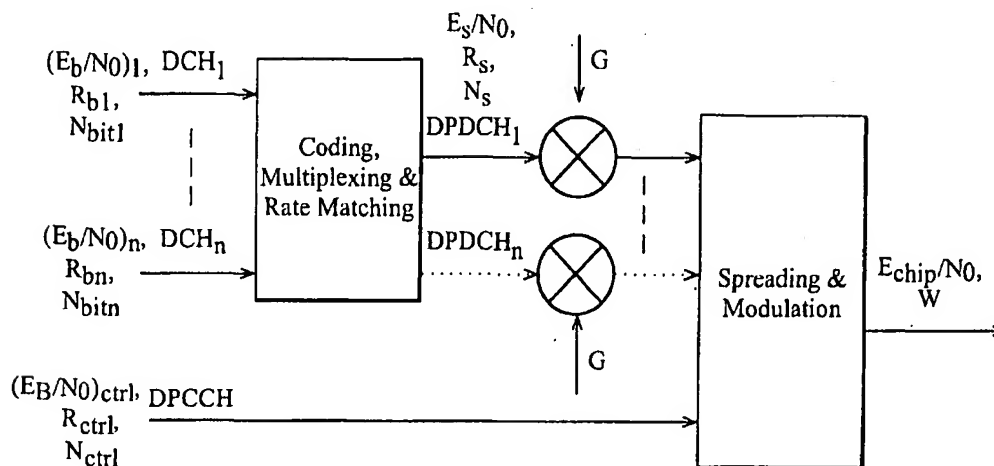 (Eb/N0)1, DCH1
Rb1,
Nbit1
Coding,
Multiplexing &
Rate Matching
Es/N0,
Rs,
Ns
DPDCH1
G
(Eb/N0)n, DCHn
Rbn,
Nbitn
DPDCHn
G
Spreading &
Modulation
Echip/N0,
W
(EB/N0)ctrl, DPCCH
Rctrl,
Nctrl